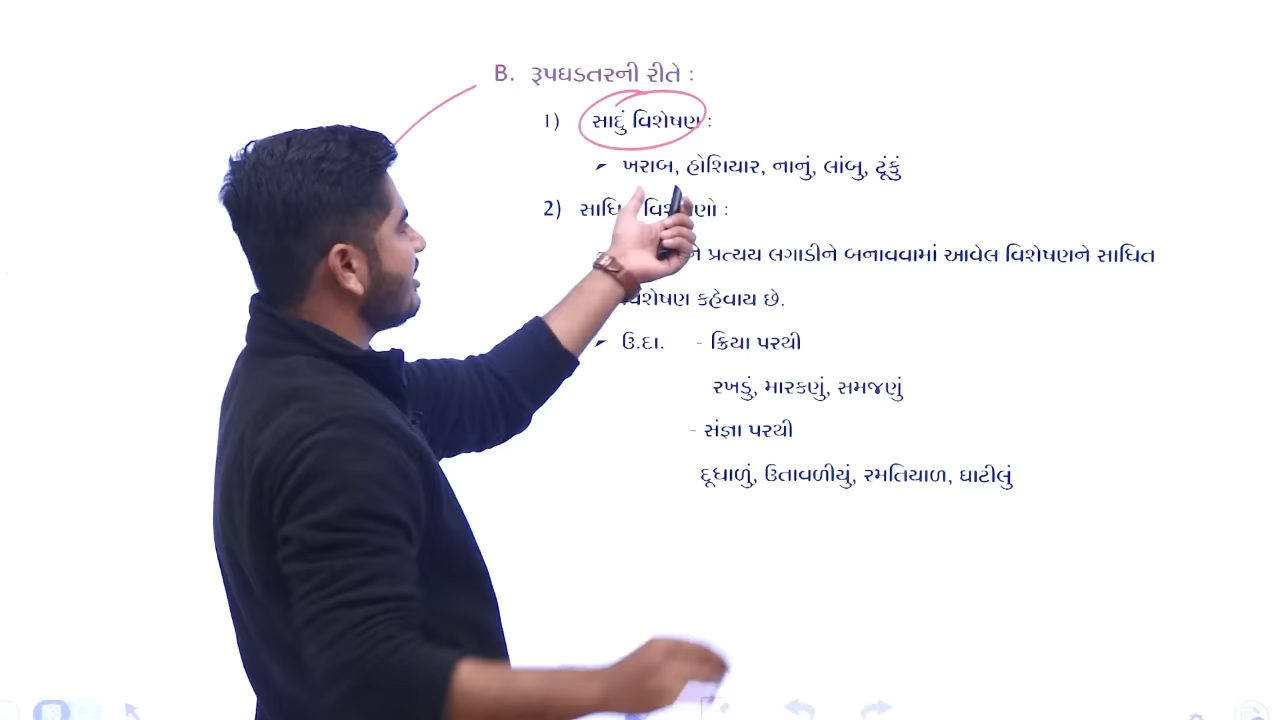 B. રૂપઘડતરની રીતે :
1) સાદું વિશેષણ :
ખરાબ, હોશિયાર, નાનું, લાંબુ, ટૂંકું
2) :
પ્રત્યય લગાડીને બનાવવામાં આવેલ વિશેષણને સાધિત
વિશેષણ કહેવાય છે.
ઉ.દા. - ક્રિયા પરથી
રખડું, મારકણું, સમજણું
- સંજ્ઞા પરથી
દૂધાળું, ઉતાવળીયું, રમતિયાળ, ઘાટીલું